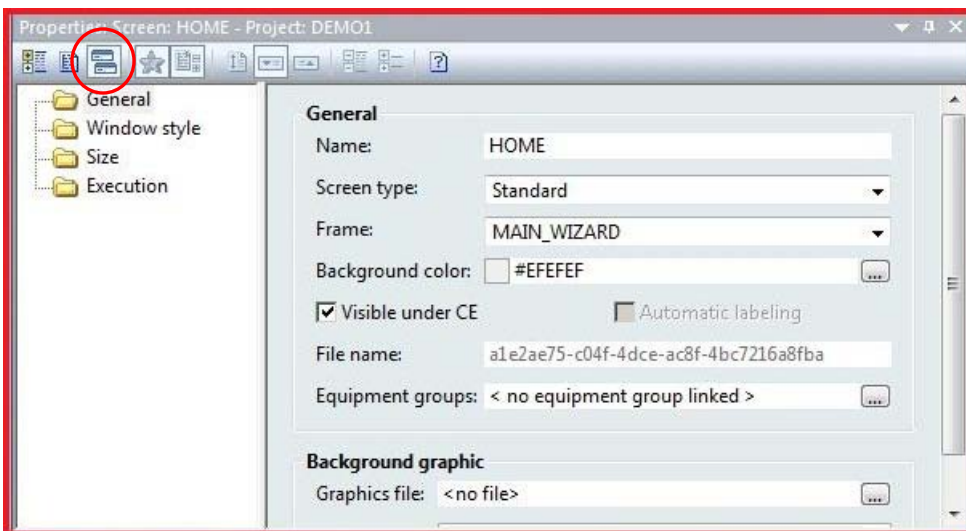 Properties: Screen: HOME - Project: DEMO1
General
Window style
Size
Execution
General
Name: HOME
Screen type: Standard
Frame: MAIN_WIZARD
Background color: #EFEFEF ...
Visible under CE Automatic labeling
File name: a1e2ae75-c04f-4dce-ac8f-4bc7216a8fba
Equipment groups: < no equipment group linked > ...
Background graphic
Graphics file: <no file> ...